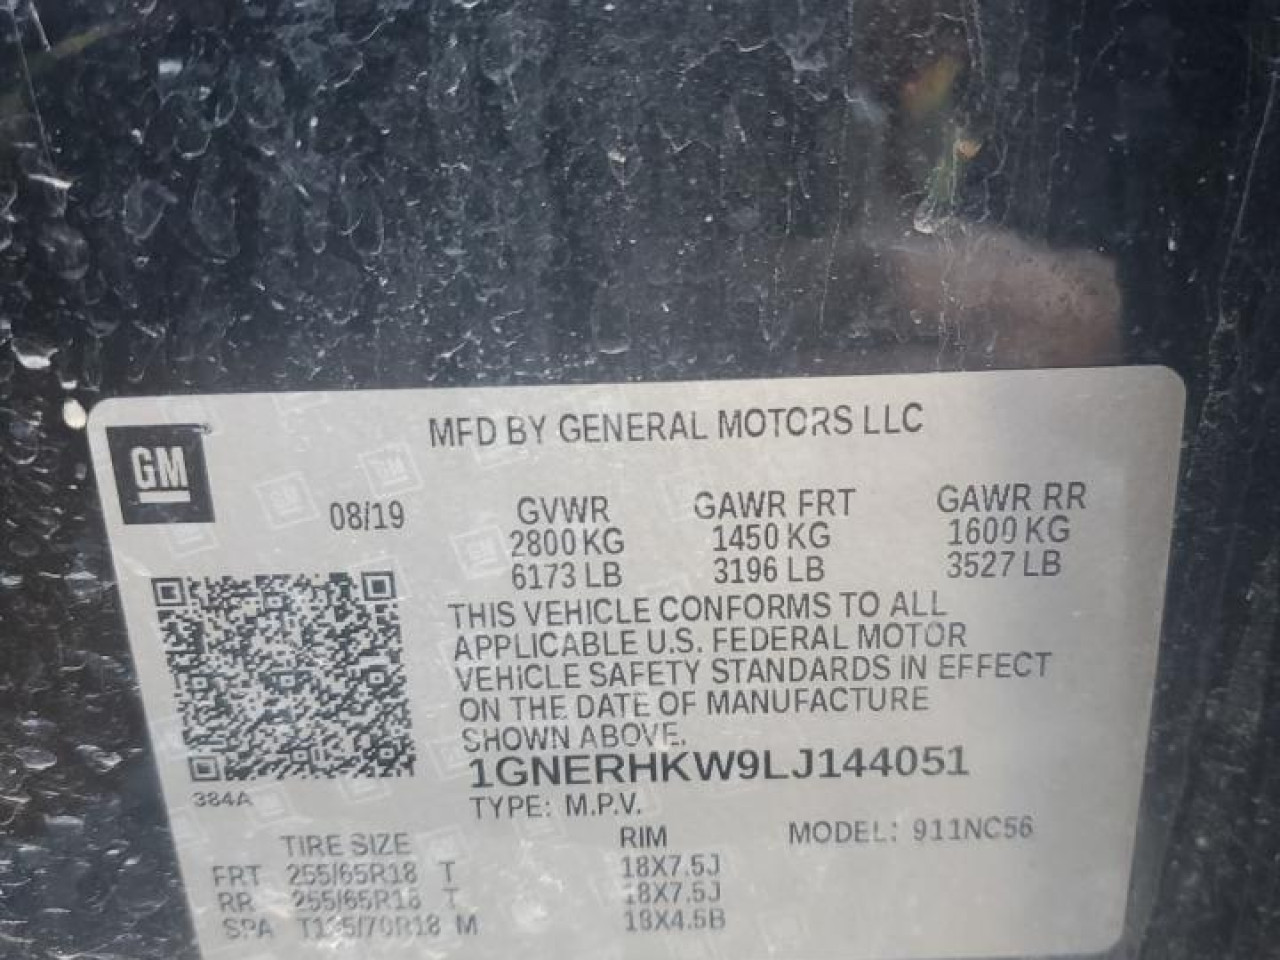 MFD BY GENERAL MOTORS LLC
GM
08/19 GVWR GAWR FRT GAWR RR
2800 KG 1450 KG 1600 KG
6173 LB 3196 LB 3527 LB
THIS VEHICLE CONFORMS TO ALL
APPLICABLE U.S. FEDERAL MOTOR
VEHICLE SAFETY STANDARDS IN EFFECT
ON THE DATE OF MANUFACTURE
SHOWN ABOVE.
1GNERHKW9LJ144051
384A
TYPE: M.P.V.
TIRE SIZE RIM MODEL: 911NC56
FRT 255/65R18 T 18X7.5J
RR 255/65R18 T 18X7.5J
SPA T135/70R18 M 18X4.5B